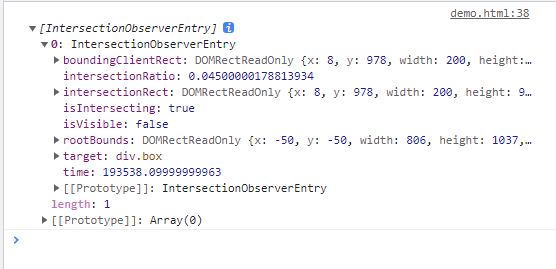 demo.html:38
▼ [IntersectionObserverEntry] i
▼ 0: IntersectionObserverEntry
▶ boundingClientRect: DOMRectReadOnly {x: 8, y: 978, width: 200, height:…
intersectionRatio: 0.04500000178813934
▶ intersectionRect: DOMRectReadOnly {x: 8, y: 978, width: 200, height: 9…
isIntersecting: true
isVisible: false
▶ rootBounds: DOMRectReadOnly {x: -50, y: -50, width: 806, height: 1037,…
▶ target: div.box
time: 193538.09999999963
▶ [[Prototype]]: IntersectionObserverEntry
length: 1
▶ [[Prototype]]: Array(0)
>